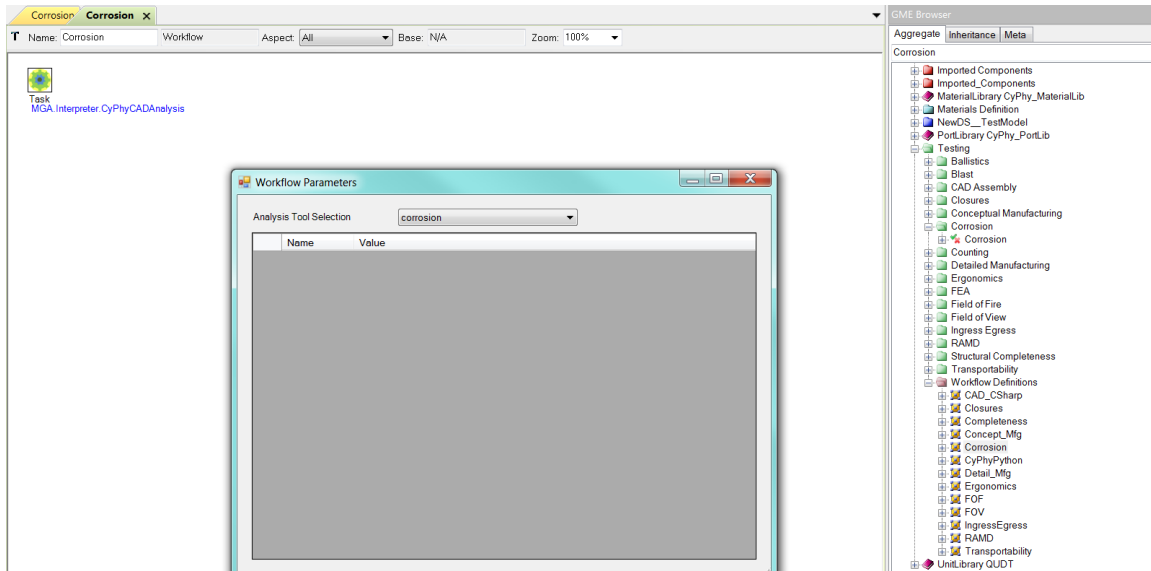 Corrosion Corrosion X
T Name: Corrosion Workflow Aspect: All Base: N/A Zoom: 100%
Task
MGA.Interpreter.CyPhyCADAnalysis
Workflow Parameters
Analysis Tool Selection corrosion
Name Value
GME Browser
Aggregate Inheritance Meta
Corrosion
Imported Components
Imported_Components
MaterialLibrary CyPhy_MaterialLib
Materials Definition
NewDS__TestModel
PortLibrary CyPhy_PortLib
Testing
Ballistics
Blast
CAD Assembly
Closures
Conceptual Manufacturing
Corrosion
Corrosion
Counting
Detailed Manufacturing
Ergonomics
FEA
Field of Fire
Field of View
Ingress Egress
RAMD
Structural Completeness
Transportability
Workflow Definitions
CAD_CSharp
Closures
Completeness
Concept_Mfg
Corrosion
CyPhyPython
Detail_Mfg
Ergonomics
FOF
FOV
IngressEgress
RAMD
Transportability
UnitLibrary QUDT